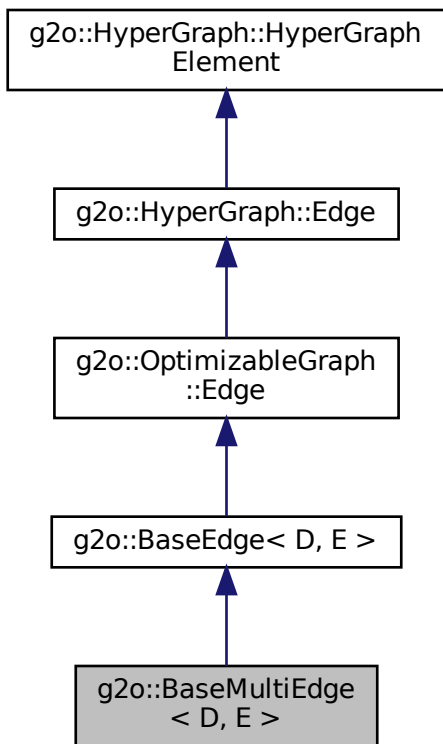 g2o::HyperGraph::HyperGraph
Element
g2o::HyperGraph::Edge
g2o::OptimizableGraph
::Edge
g2o::BaseEdge< D, E >
g2o::BaseMultiEdge
< D, E >